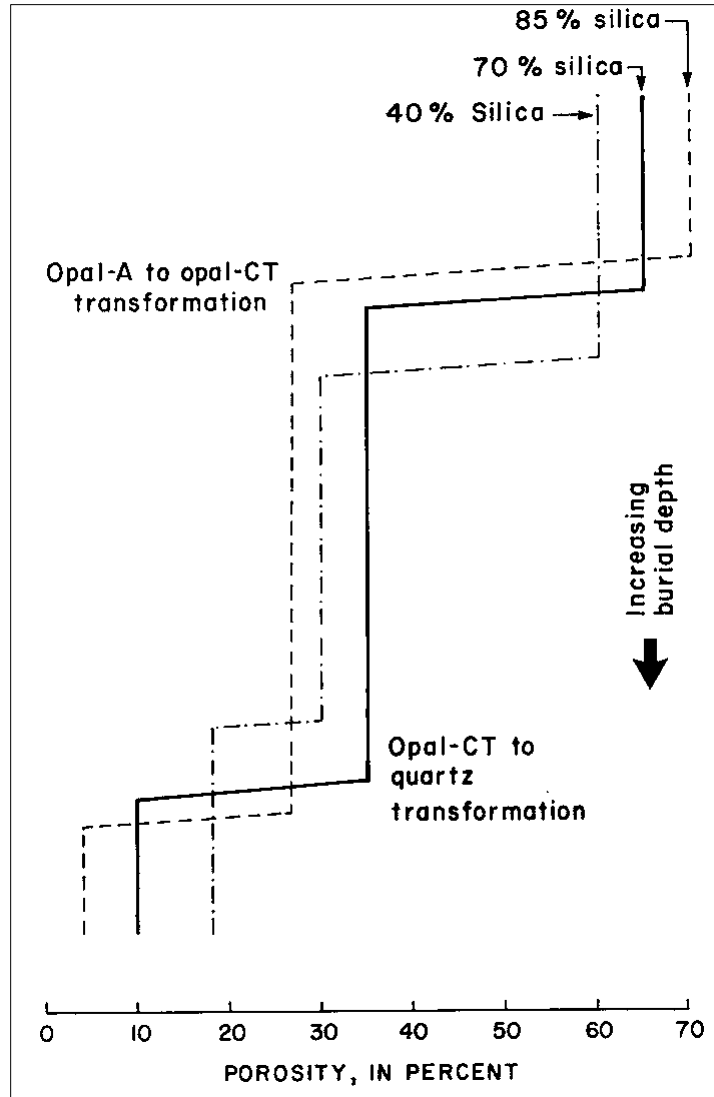 85% silica
70% silica
40% Silica
Opal-A to opal-CT
transformation
Increasing
burial depth
Opal-CT to
quartz
transformation
0 10 20 30 40 50 60 70
POROSITY, IN PERCENT